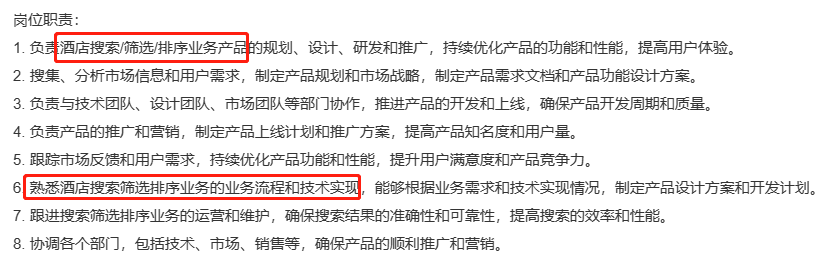 岗位职责：
1. 负责酒店搜索/筛选/排序业务产品的规划、设计、研发和推广，持续优化产品的功能和性能，提高用户体验。
2. 搜集、分析市场信息和用户需求，制定产品规划和市场战略，制定产品需求文档和产品功能设计方案。
3. 负责与技术团队、设计团队、市场团队等部门协作，推进产品的开发和上线，确保产品开发周期和质量。
4. 负责产品的推广和营销，制定产品上线计划和推广方案，提高产品知名度和用户量。
5. 跟踪市场反馈和用户需求，持续优化产品功能和性能，提升用户满意度和产品竞争力。
6. 熟悉酒店搜索筛选排序业务的业务流程和技术实现，能够根据业务需求和技术实现情况，制定产品设计方案和开发计划。
7. 跟进搜索筛选排序业务的运营和维护，确保搜索结果的准确性和可靠性，提高搜索的效率和性能。
8. 协调各个部门，包括技术、市场、销售等，确保产品的顺利推广和营销。